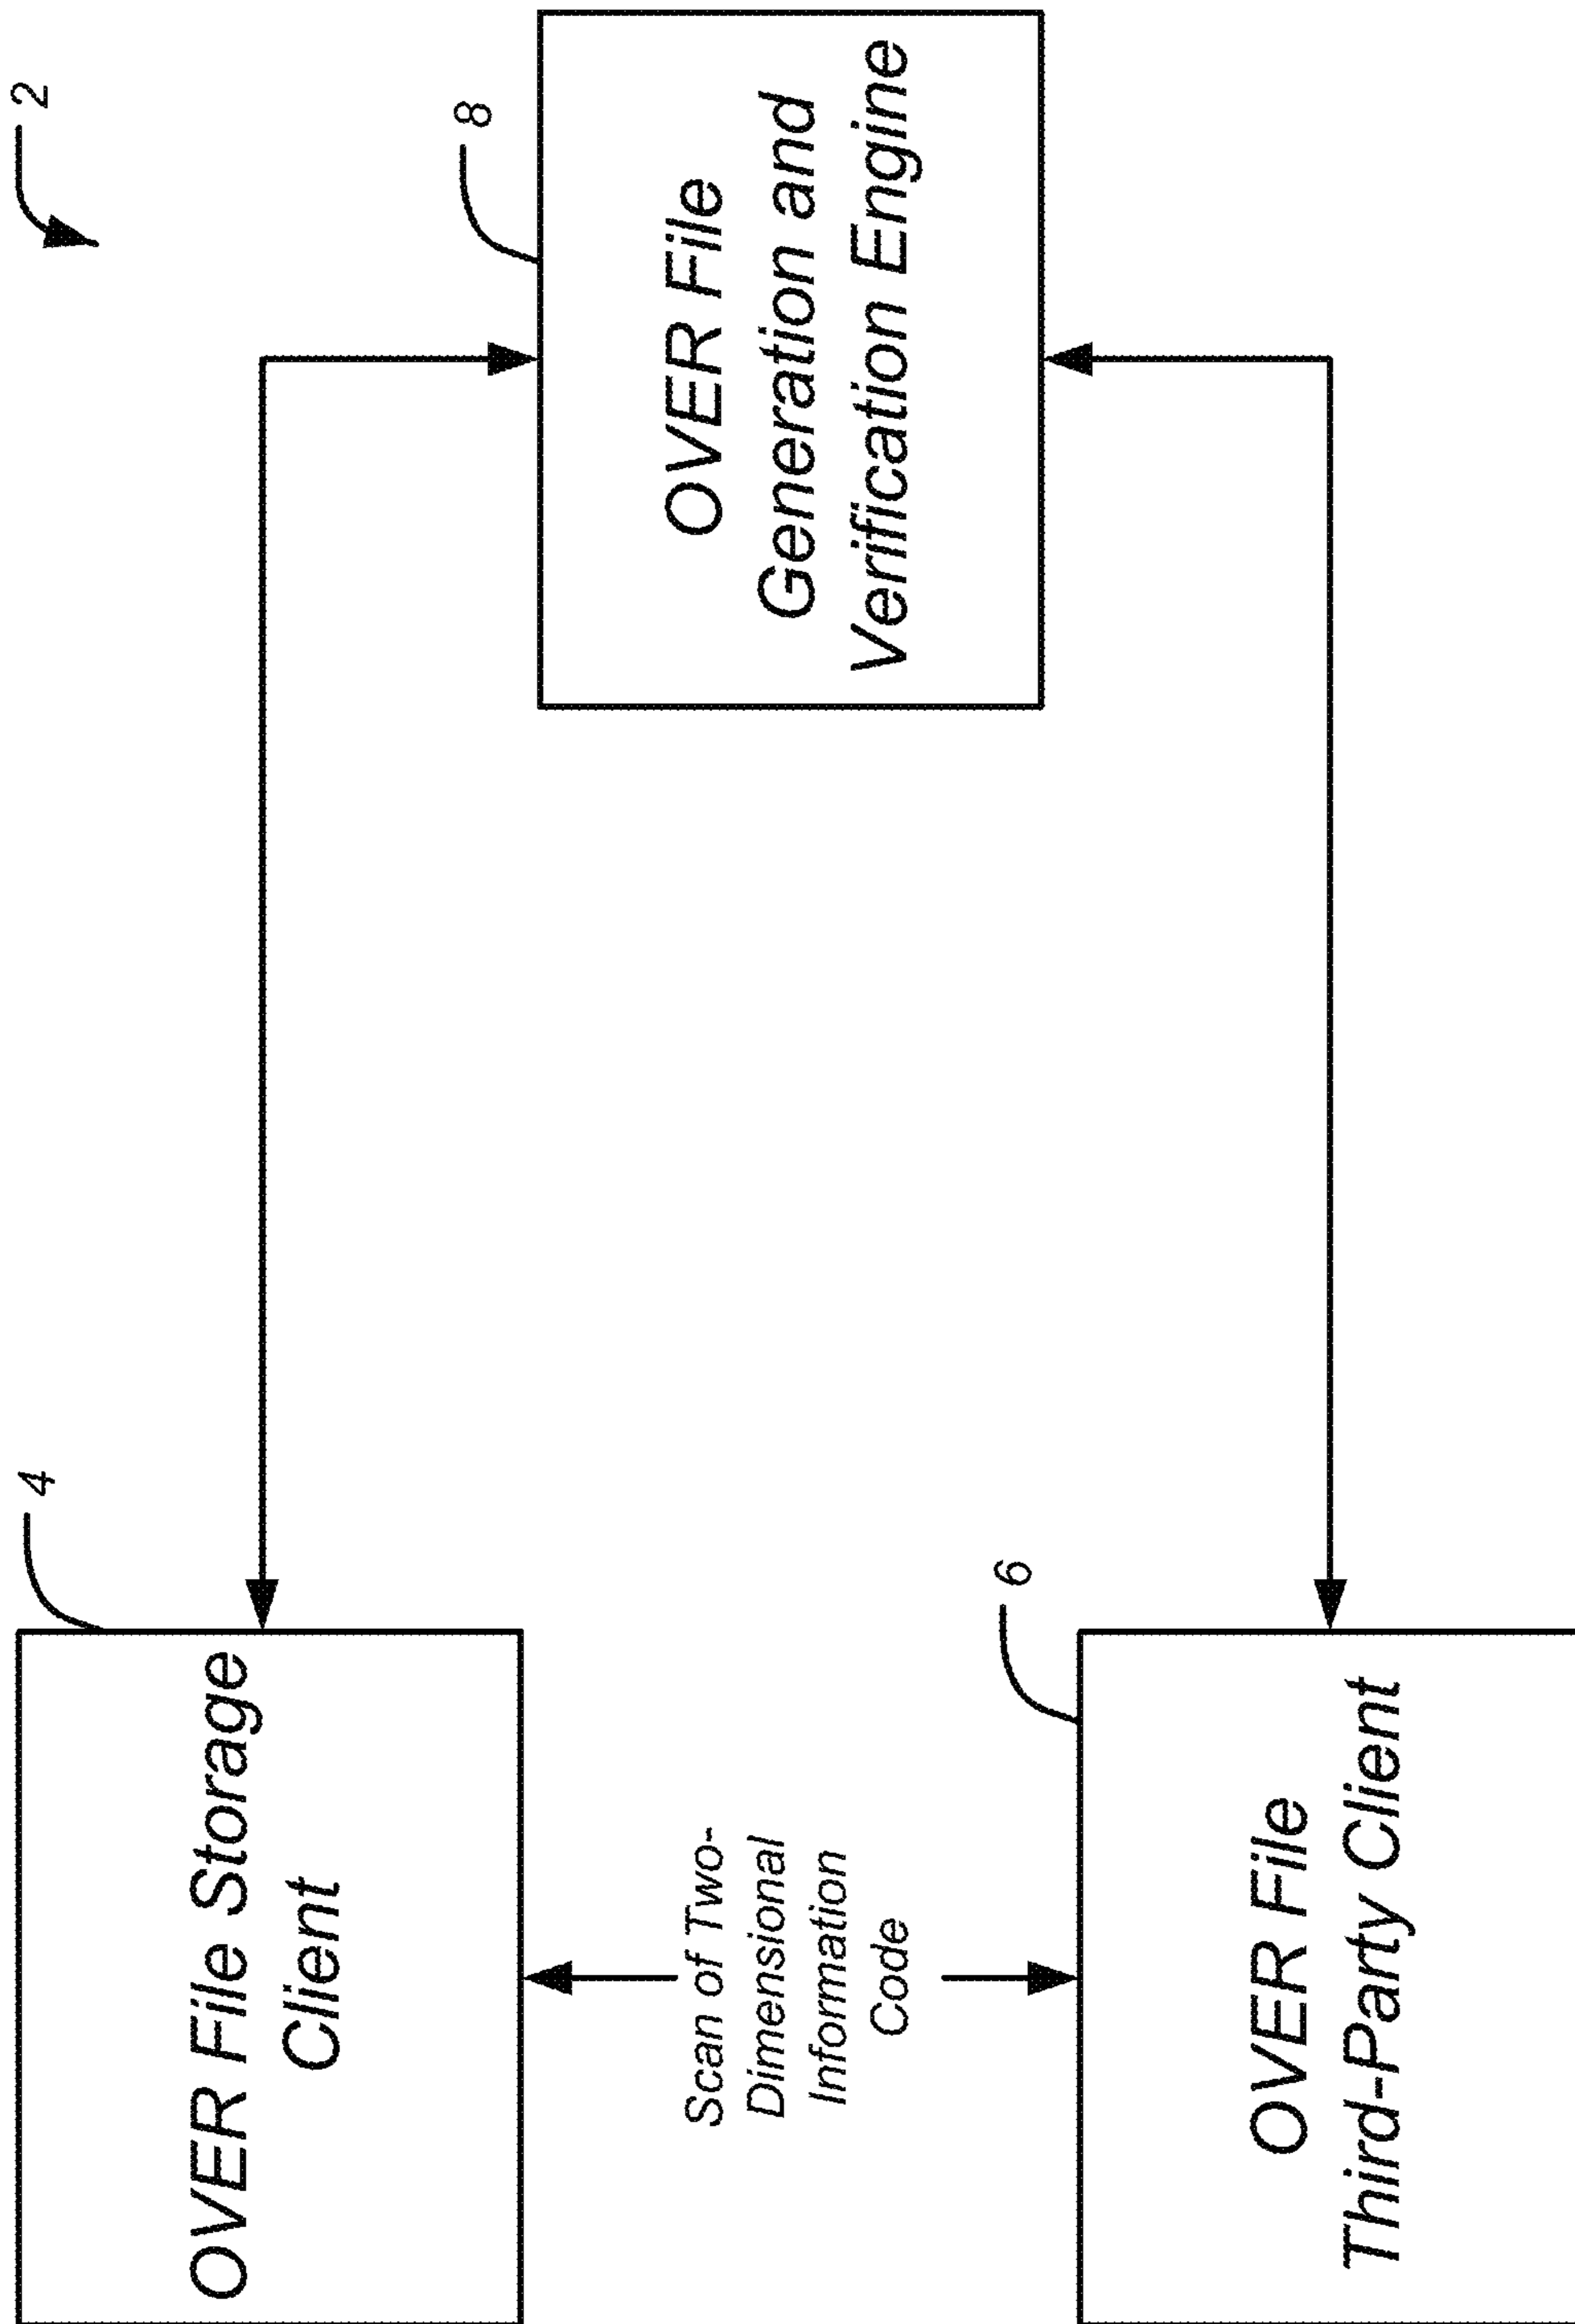 2
4
OVER File Storage
Client
8
OVER File
Generation and
Verification Engine
Scan of Two-
Dimensional
Information
Code
6
OVER File
Third-Party Client